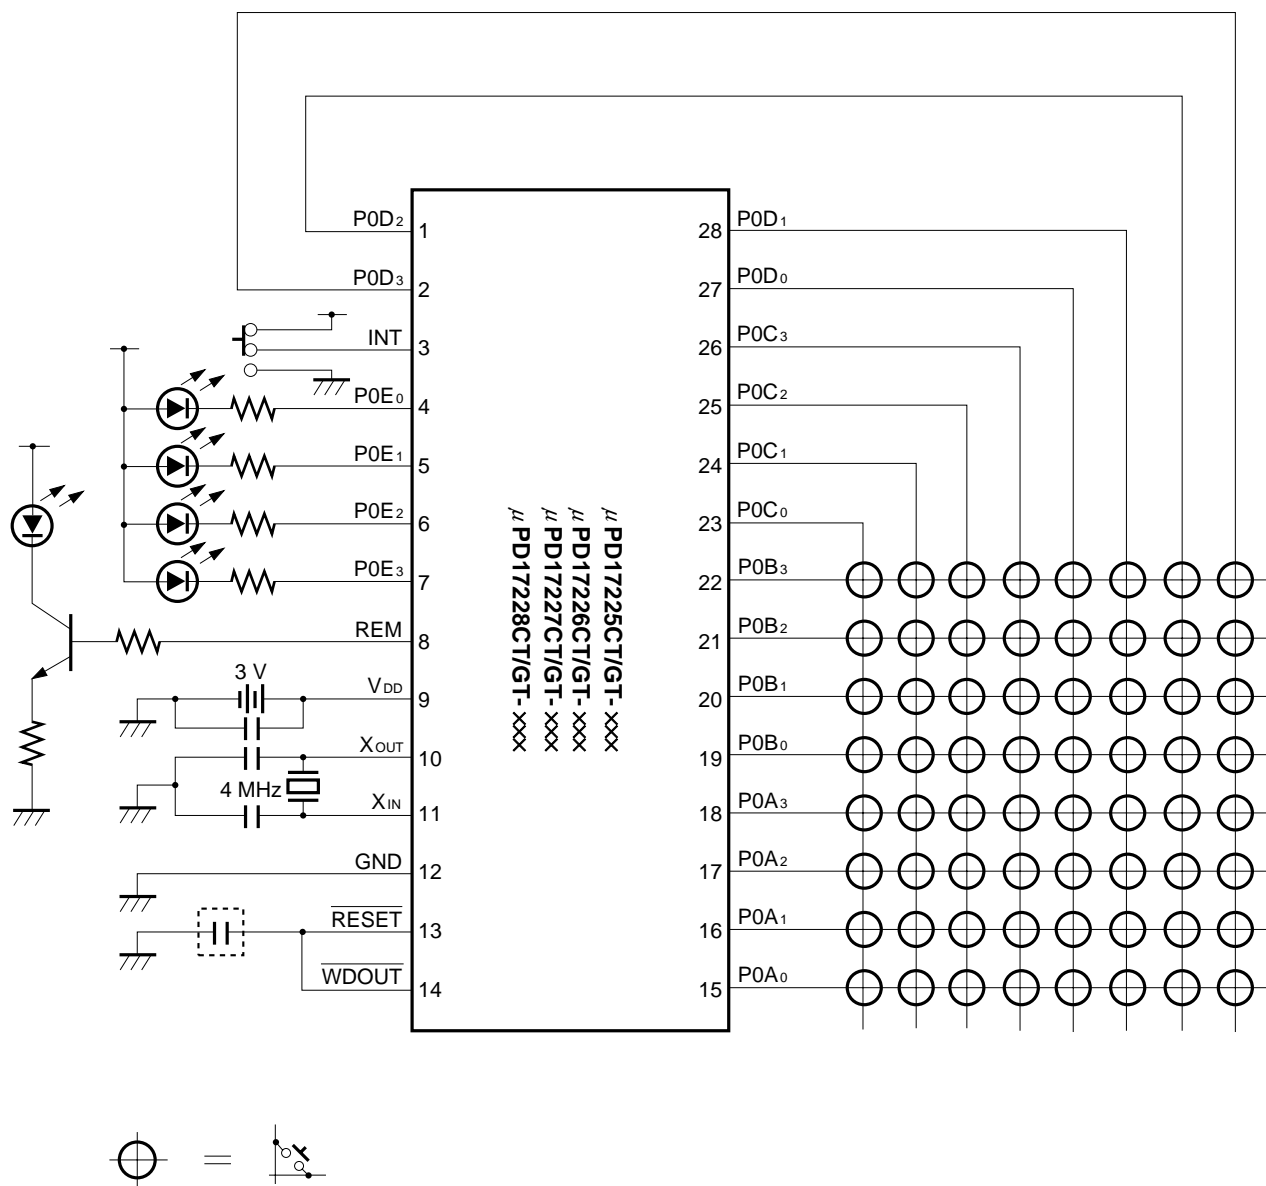 P0D2
1
P0D3
2
INT
3
P0E0
4
P0E1
5
P0E2
6
P0E3
7
REM
8
3 V
VDD
9
XOUT
10
4 MHz
XIN
11
GND
12
RESET
13
WDOUT
14
μPD17225CT/GT-×××
μPD17226CT/GT-×××
μPD17227CT/GT-×××
μPD17228CT/GT-×××
28
P0D1
27
P0D0
26
P0C3
25
P0C2
24
P0C1
23
P0C0
22
P0B3
21
P0B2
20
P0B1
19
P0B0
18
P0A3
17
P0A2
16
P0A1
15
P0A0
=